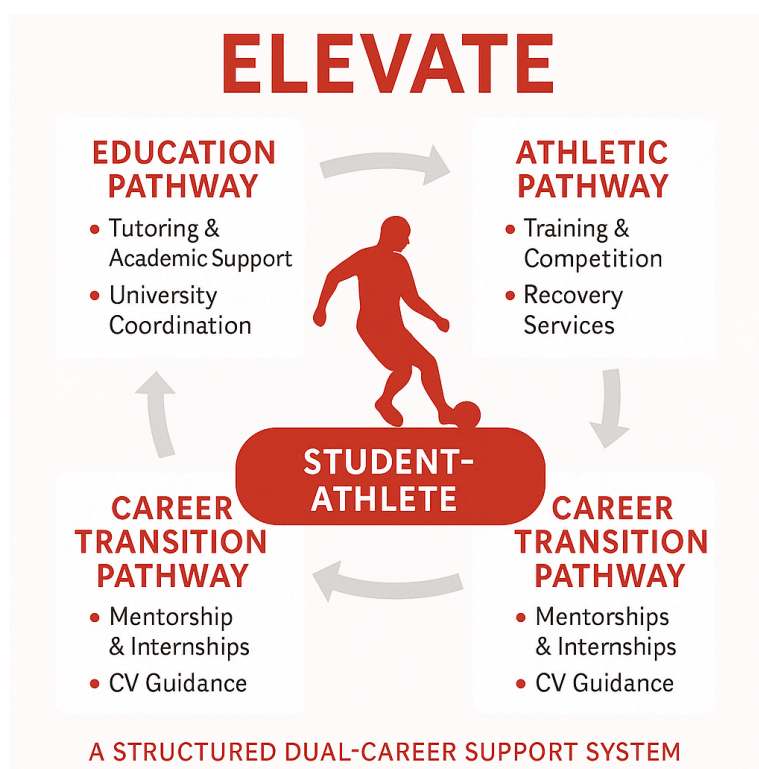 ELEVATE
EDUCATION
PATHWAY
• Tutoring &
Academic Support
• University
Coordination
ATHLETIC
PATHWAY
• Training &
Competition
• Recovery
Services
STUDENT-
ATHLETE
CAREER
TRANSITION
PATHWAY
• Mentorship
& Internships
• CV Guidance
CAREER
TRANSITION
PATHWAY
• Mentorships
& Internships
• CV Guidance
A STRUCTURED DUAL-CAREER SUPPORT SYSTEM